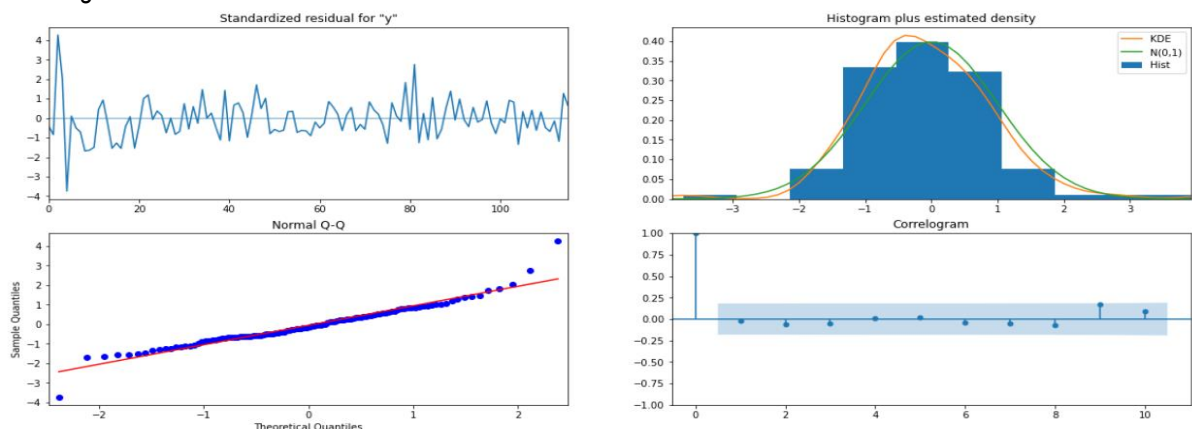 Standardized residual for "y"
4
3
2
1
0
-1
-2
-3
-4
0 20 40 60 80 100
Histogram plus estimated density
KDE
N(0,1)
Hist
0.40
0.35
0.30
0.25
0.20
0.15
0.10
0.05
0.00
-3 -2 -1 0 1 2 3
Normal Q-Q
Sample Quantiles
4
3
2
1
0
-1
-2
-3
-4
-2 -1 0 1 2
Theoretical Quantiles
Correlogram
1.00
0.75
0.50
0.25
0.00
-0.25
-0.50
-0.75
-1.00
0 2 4 6 8 10